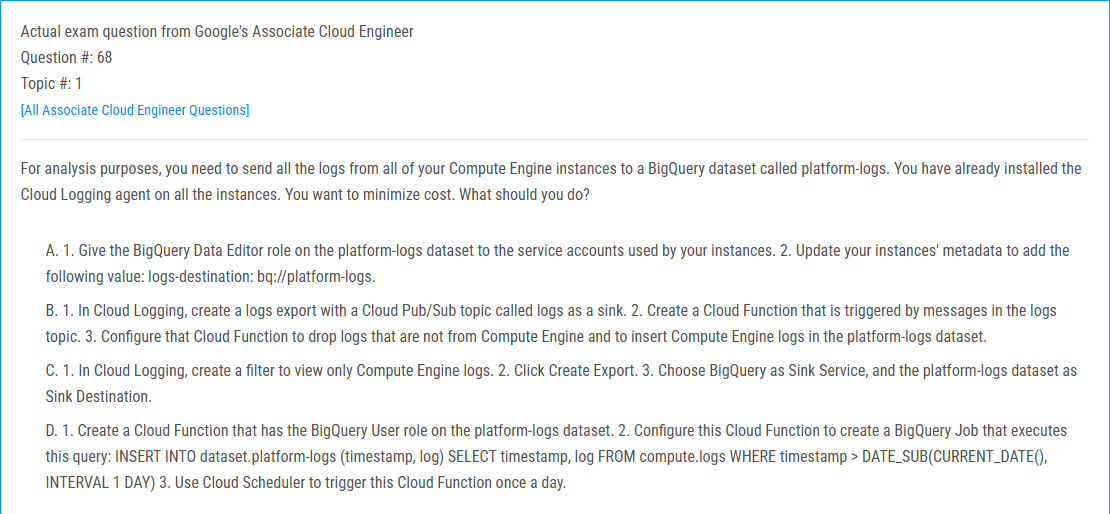 Actual exam question from Google's Associate Cloud Engineer
Question #: 68
Topic #: 1
[All Associate Cloud Engineer Questions]
For analysis purposes, you need to send all the logs from all of your Compute Engine instances to a BigQuery dataset called platform-logs. You have already installed the
Cloud Logging agent on all the instances. You want to minimize cost. What should you do?
A. 1. Give the BigQuery Data Editor role on the platform-logs dataset to the service accounts used by your instances. 2. Update your instances' metadata to add the
following value: logs-destination: bq://platform-logs.
B. 1. In Cloud Logging, create a logs export with a Cloud Pub/Sub topic called logs as a sink. 2. Create a Cloud Function that is triggered by messages in the logs
topic. 3. Configure that Cloud Function to drop logs that are not from Compute Engine and to insert Compute Engine logs in the platform-logs dataset.
C. 1. In Cloud Logging, create a filter to view only Compute Engine logs. 2. Click Create Export. 3. Choose BigQuery as Sink Service, and the platform-logs dataset as
Sink Destination.
D. 1. Create a Cloud Function that has the BigQuery User role on the platform-logs dataset. 2. Configure this Cloud Function to create a BigQuery Job that executes
this query: INSERT INTO dataset.platform-logs (timestamp, log) SELECT timestamp, log FROM compute.logs WHERE timestamp > DATE_SUB(CURRENT_DATE(),
INTERVAL 1 DAY) 3. Use Cloud Scheduler to trigger this Cloud Function once a day.